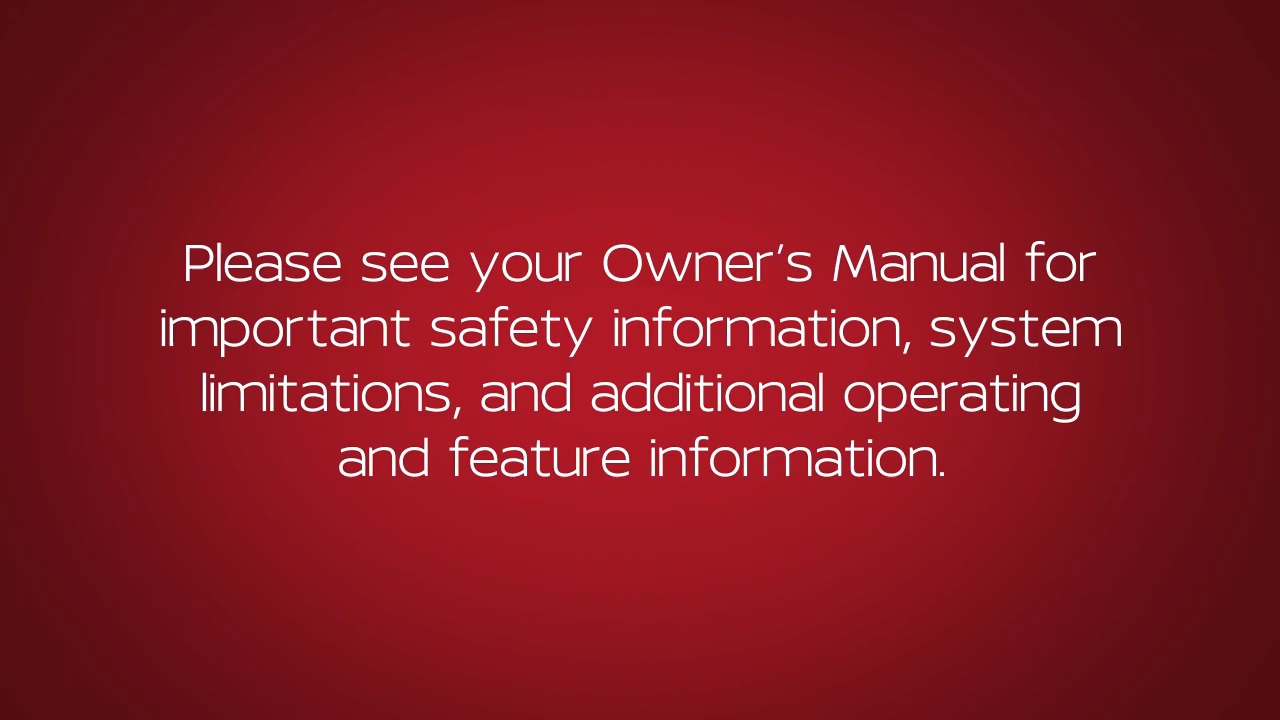 Please see your Owner’s Manual for
important safety information, system
limitations, and additional operating
and feature information.